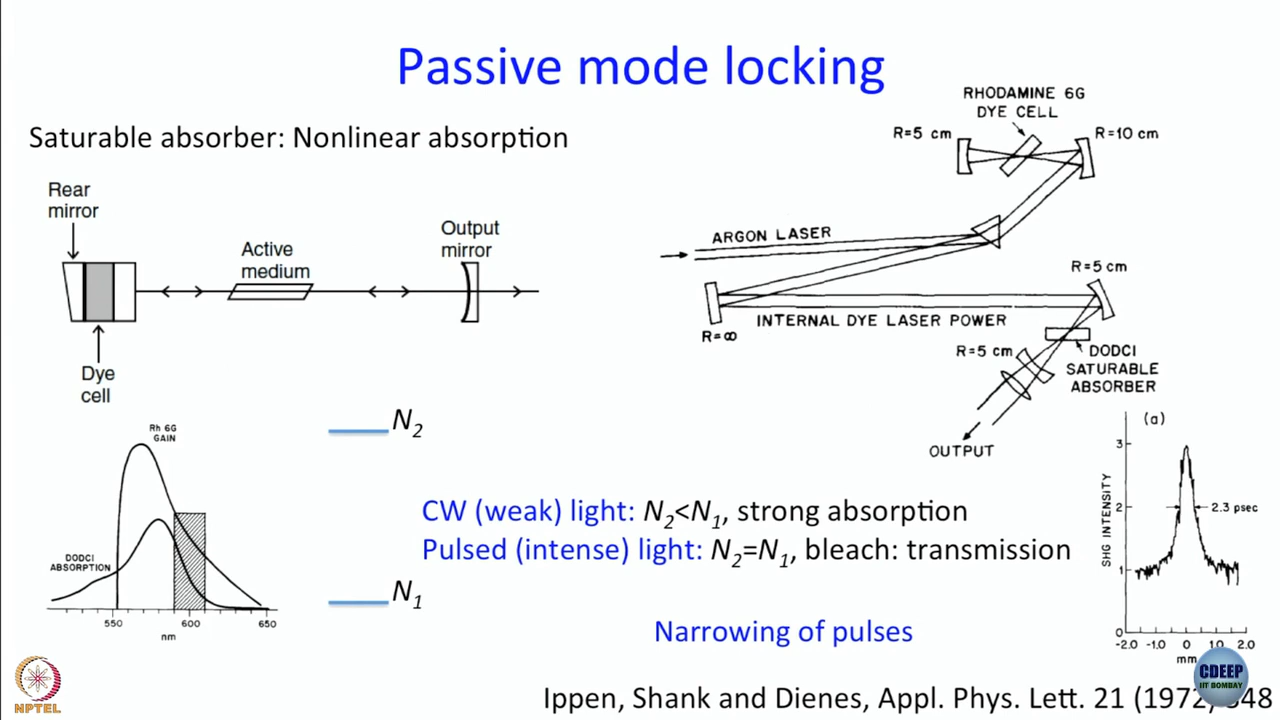 Passive mode locking
Saturable absorber: Nonlinear absorption
Rear
mirror
Active
medium
Output
mirror
Dye
cell
RHODAMINE 6G
DYE CELL
R=5 cm
R=10 cm
ARGON LASER
R=5 cm
R=∞
INTERNAL DYE LASER POWER
R=5 cm
DODCI
SATURABLE
ABSORBER
OUTPUT
Rh 6G
GAIN
DODCI
ABSORPTION
550
600
650
nm
N2
N1
CW (weak) light: N2<N1, strong absorption
Pulsed (intense) light: N2=N1, bleach: transmission
Narrowing of pulses
(a)
SHG INTENSITY
3
2
1
0
2.3 psec
-2.0 -1.0 0 1.0 2.0
mm
NPTEL
CDEEP
IIT BOMBAY
Ippen, Shank and Dienes, Appl. Phys. Lett. 21 (1972) 348